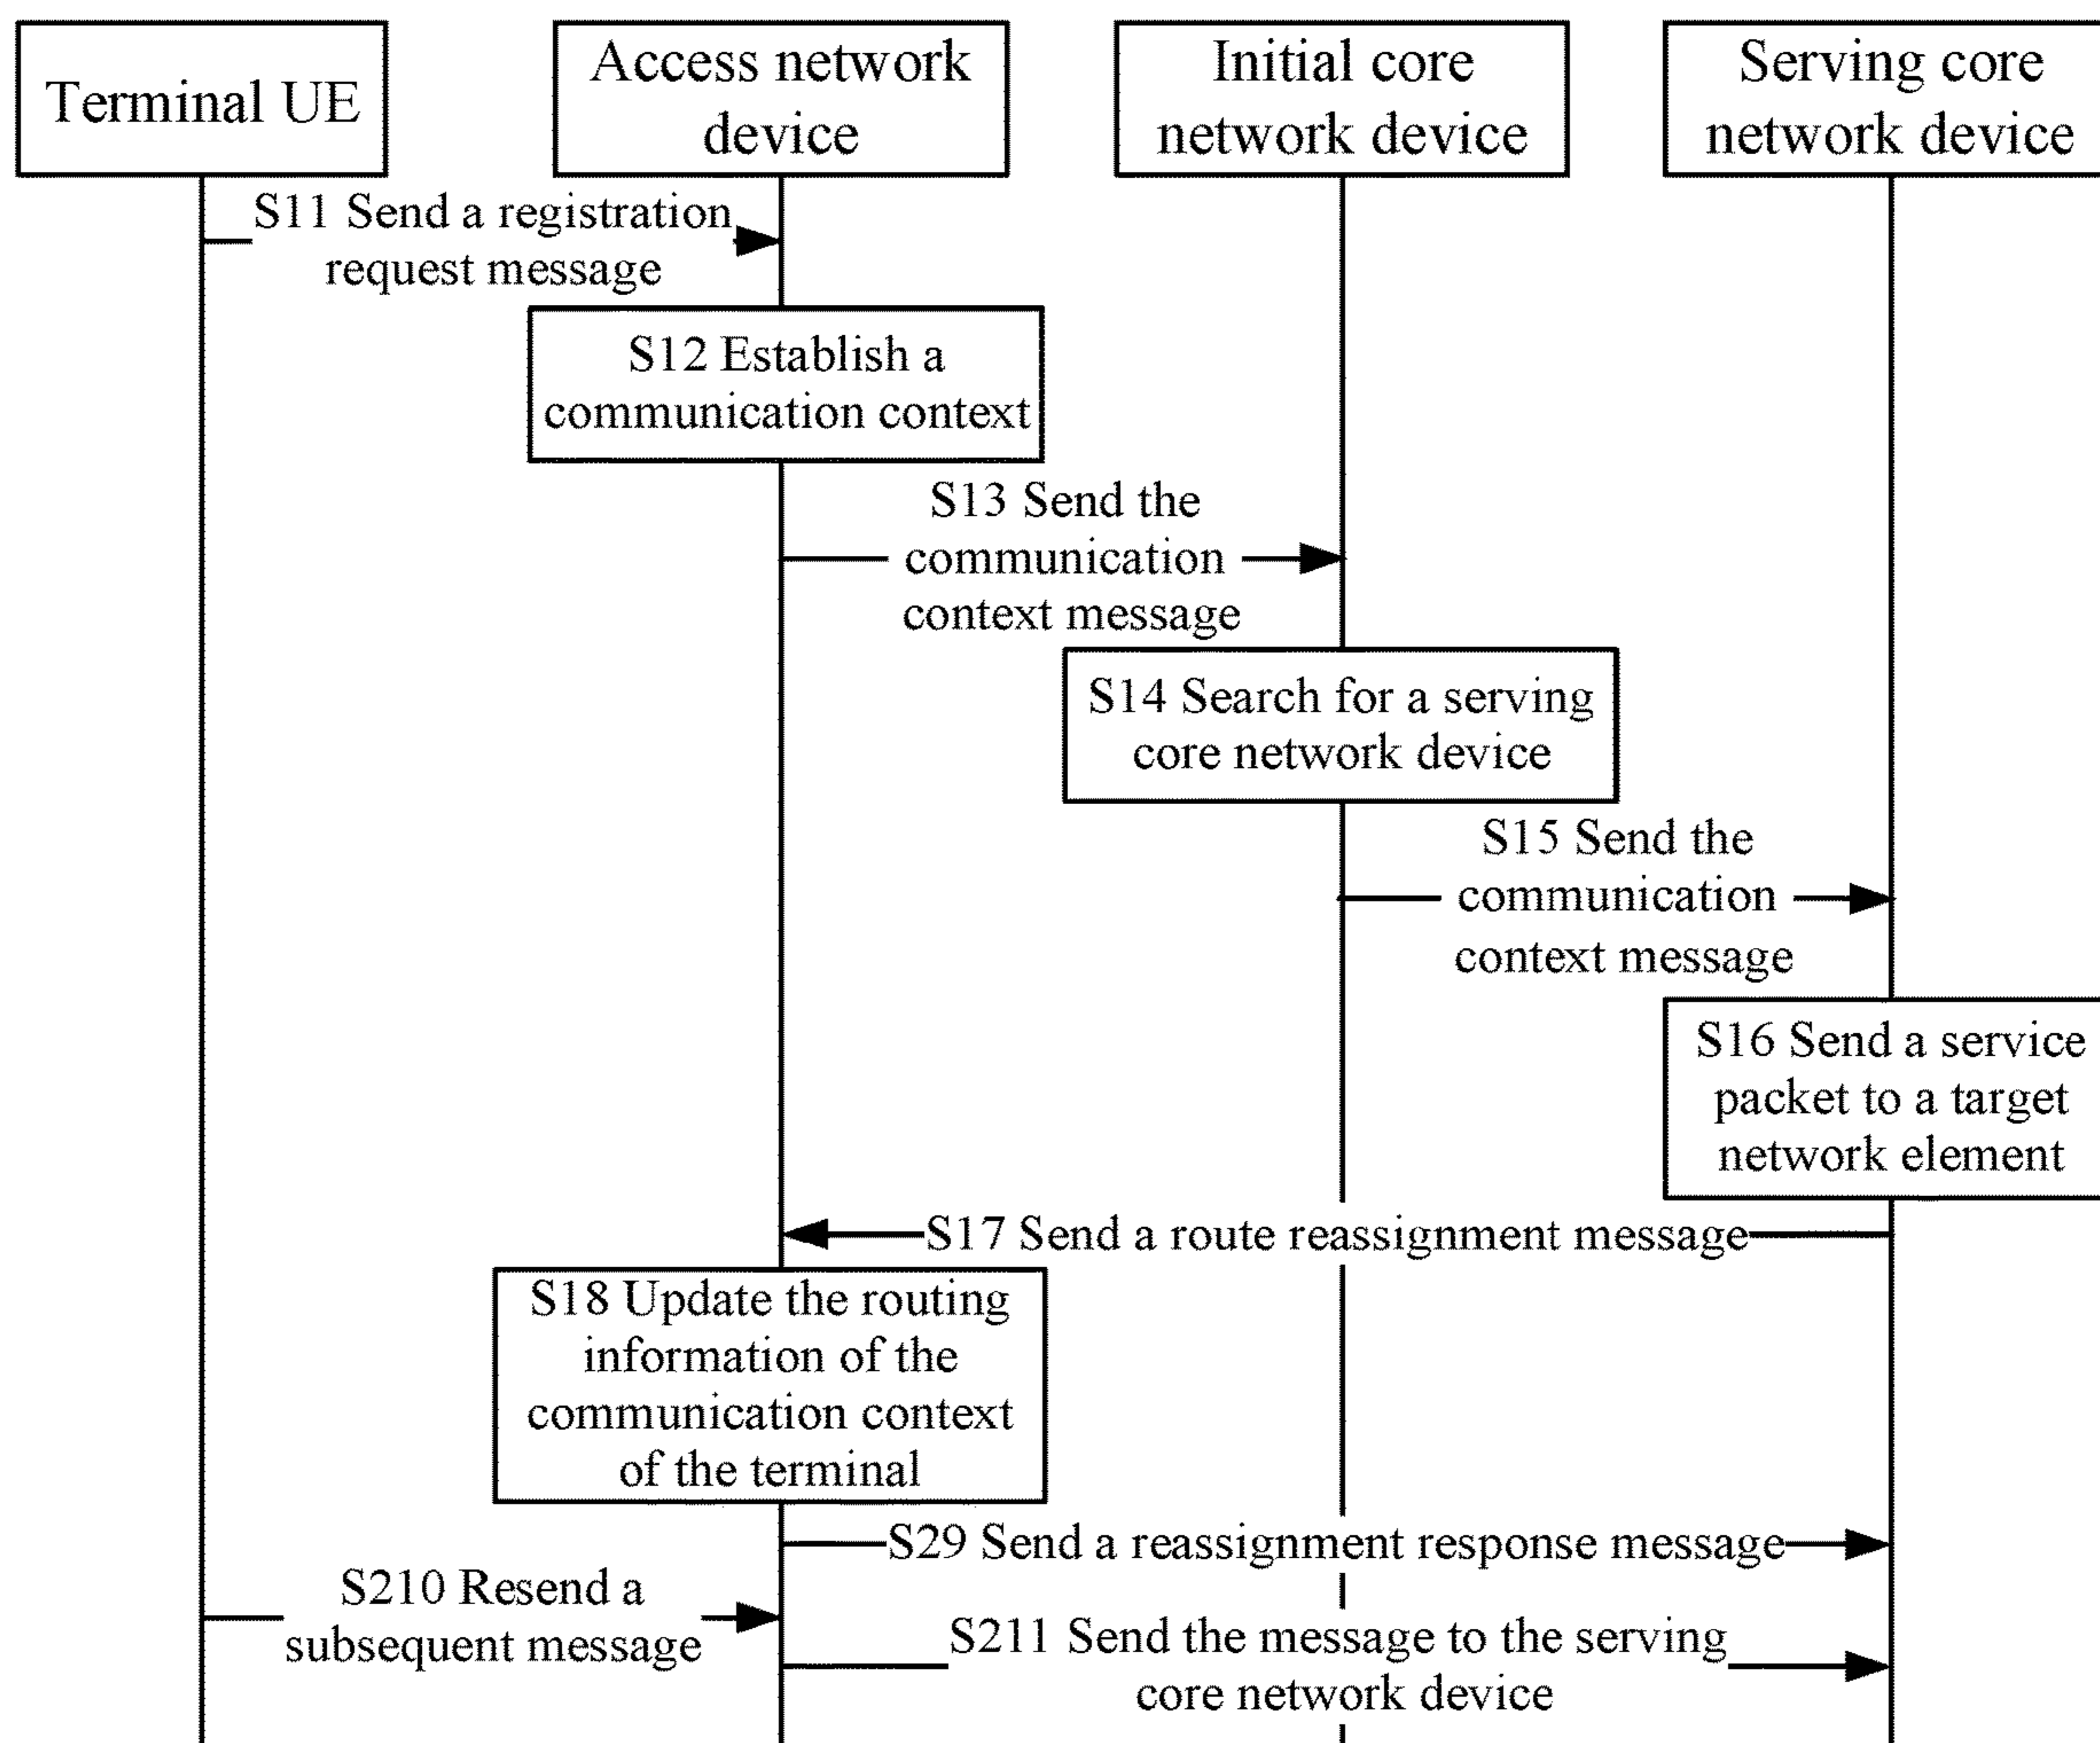 Terminal UE
Access network
device
Initial core
network device
Serving core
network device
S11 Send a registration
request message
S12 Establish a
communication context
S13 Send the
communication
context message
S14 Search for a serving
core network device
S15 Send the
communication
context message
S16 Send a service
packet to a target
network element
S17 Send a route reassignment message
S18 Update the routing
information of the
communication context
of the terminal
S29 Send a reassignment response message
S210 Resend a
subsequent message
S211 Send the message to the serving
core network device